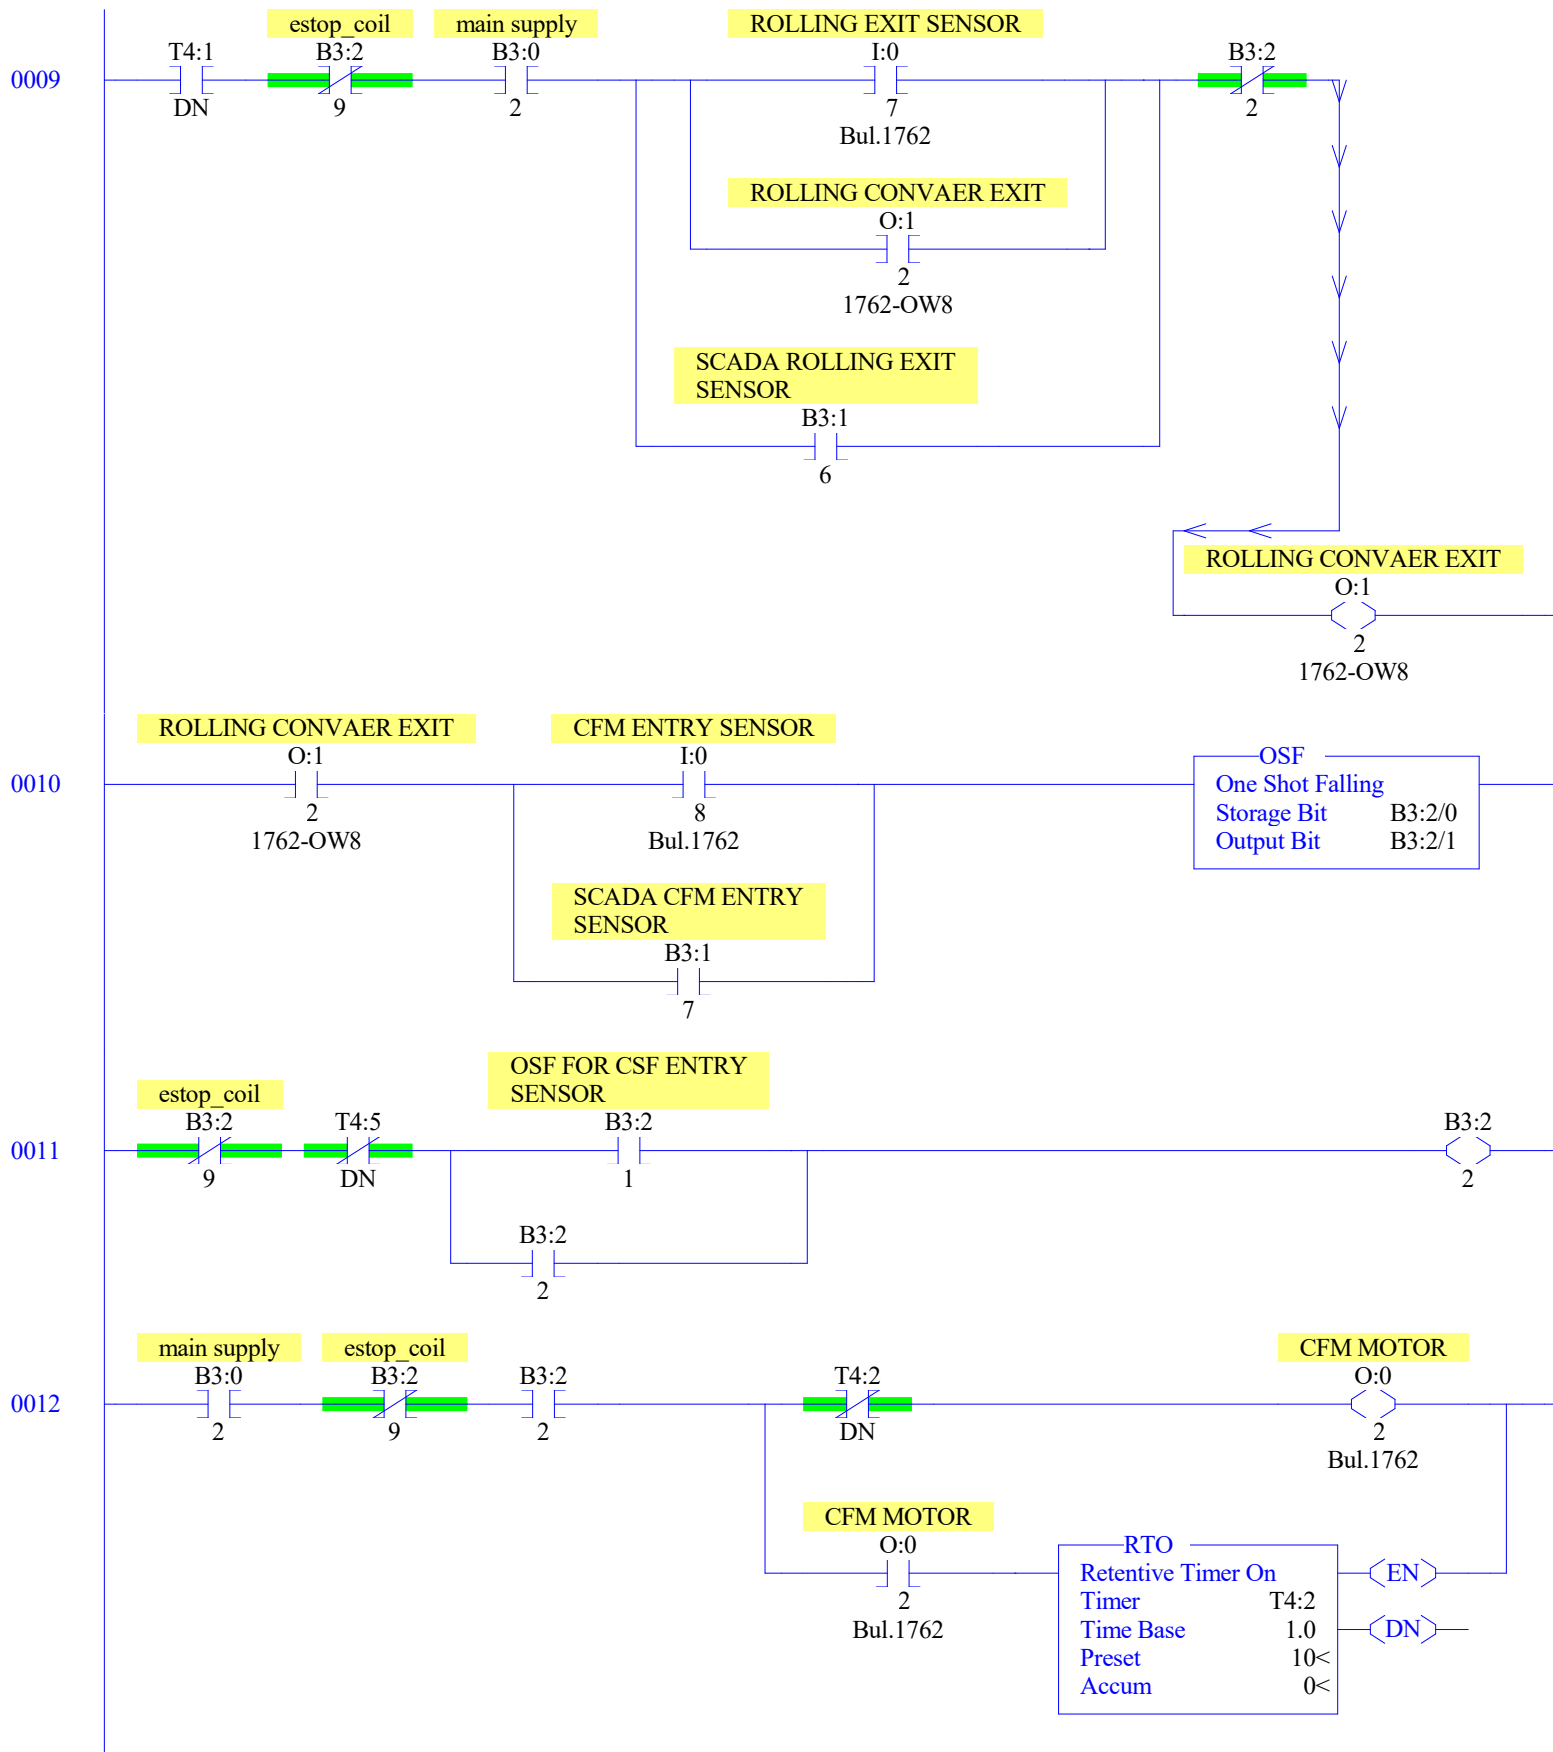 estop_coil main supply ROLLING EXIT SENSOR
T4:1 B3:2 B3:0 I:0 B3:2
0009
DN 9 2 7 2
Bul.1762
ROLLING CONVAER EXIT
O:1
2
1762-OW8
SCADA ROLLING EXIT
SENSOR
B3:1
6
ROLLING CONVAER EXIT
O:1
2
1762-OW8
ROLLING CONVAER EXIT CFM ENTRY SENSOR
O:1 I:0 OSF
0010 One Shot Falling
2 8 Storage Bit B3:2/0
1762-OW8 Bul.1762 Output Bit B3:2/1
SCADA CFM ENTRY
SENSOR
B3:1
7
OSF FOR CSF ENTRY
estop_coil SENSOR
B3:2 T4:5 B3:2 B3:2
0011
9 DN 1 2
B3:2
2
main supply estop_coil CFM MOTOR
B3:0 B3:2 B3:2 T4:2 O:0
0012
2 9 2 DN 2
Bul.1762
CFM MOTOR
O:0 RTO
Retentive Timer On EN
2 Timer T4:2
Bul.1762 Time Base 1.0 DN
Preset 10<
Accum 0<